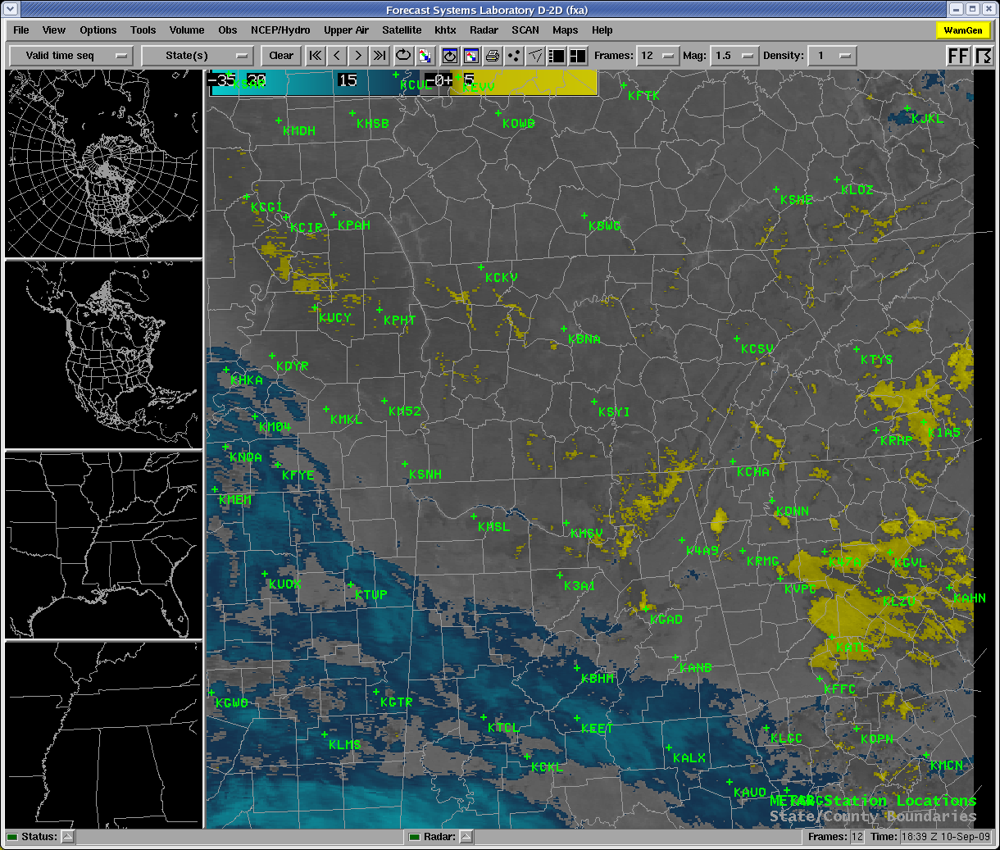 Forecast Systems Laboratory D-2D (fxa)
File View Options Tools Volume Obs NCEP/Hydro Upper Air Satellite khtx Radar SCAN Maps Help WarnGen
Valid time seq State(s) Clear Frames: 12 Mag: 1.5 Density: 1 FF
-35 20 15 -0+ 5
KCUL KEVV
KFTK
KMDH KHSB KOWB KJKL
KCGI KSME KLOZ
KCIR KPAH KBWG
KCKV
KUCY KPHT
KBNA KCSV
KDYR KTYS
KHKA
KM04 KMKL KM52 KSYI
KRHP K1A5
KNQA
KFYE KSNH KCHA
KMEM KDNN
KMSL KHSV
K4A9 KRMG K47A KGVL
KUOX KTUP K3A1 KVPC KLZU KAHN
KGAD
KATL
KBHM KANB
KFFC
KGWO KGTR
KTCL KEET
KLMS KLGC KOPN
KCKL KALX KMCN
KAUO
METAR Station Locations
State/County Boundaries
Status: Radar: Frames: 12 Time: 18:39 Z 10-Sep-09